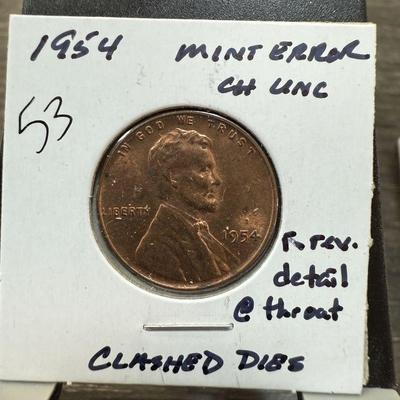 1954 MINT ERROR
CH UNC
53
IN GOD WE TRUST
LIBERTY
1954
P. rev.
detail
@ throat
CLASHED DIES